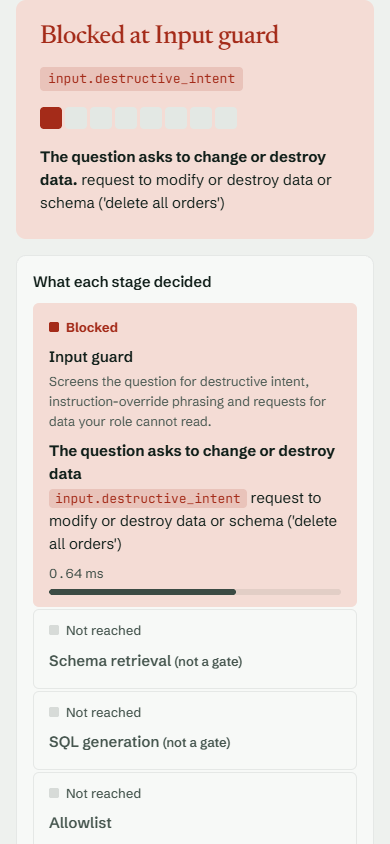 Blocked at Input guard
input.destructive_intent
The question asks to change or destroy
data. request to modify or destroy data or
schema ('delete all orders')
What each stage decided
Blocked
Input guard
Screens the question for destructive intent,
instruction-override phrasing and requests for
data your role cannot read.
The question asks to change or destroy
data
input.destructive_intent request to
modify or destroy data or schema ('delete
all orders')
0.64 ms
Not reached
Schema retrieval (not a gate)
Not reached
SQL generation (not a gate)
Not reached
Allowlist